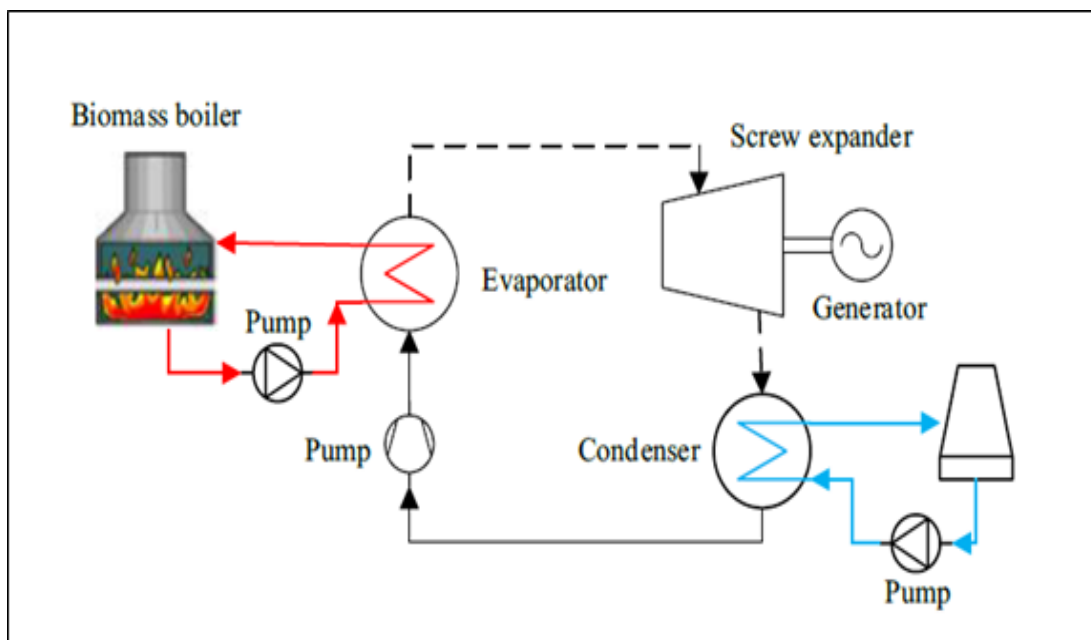 Biomass boiler
Screw expander
Evaporator
Generator
Pump
Pump
Condenser
Pump